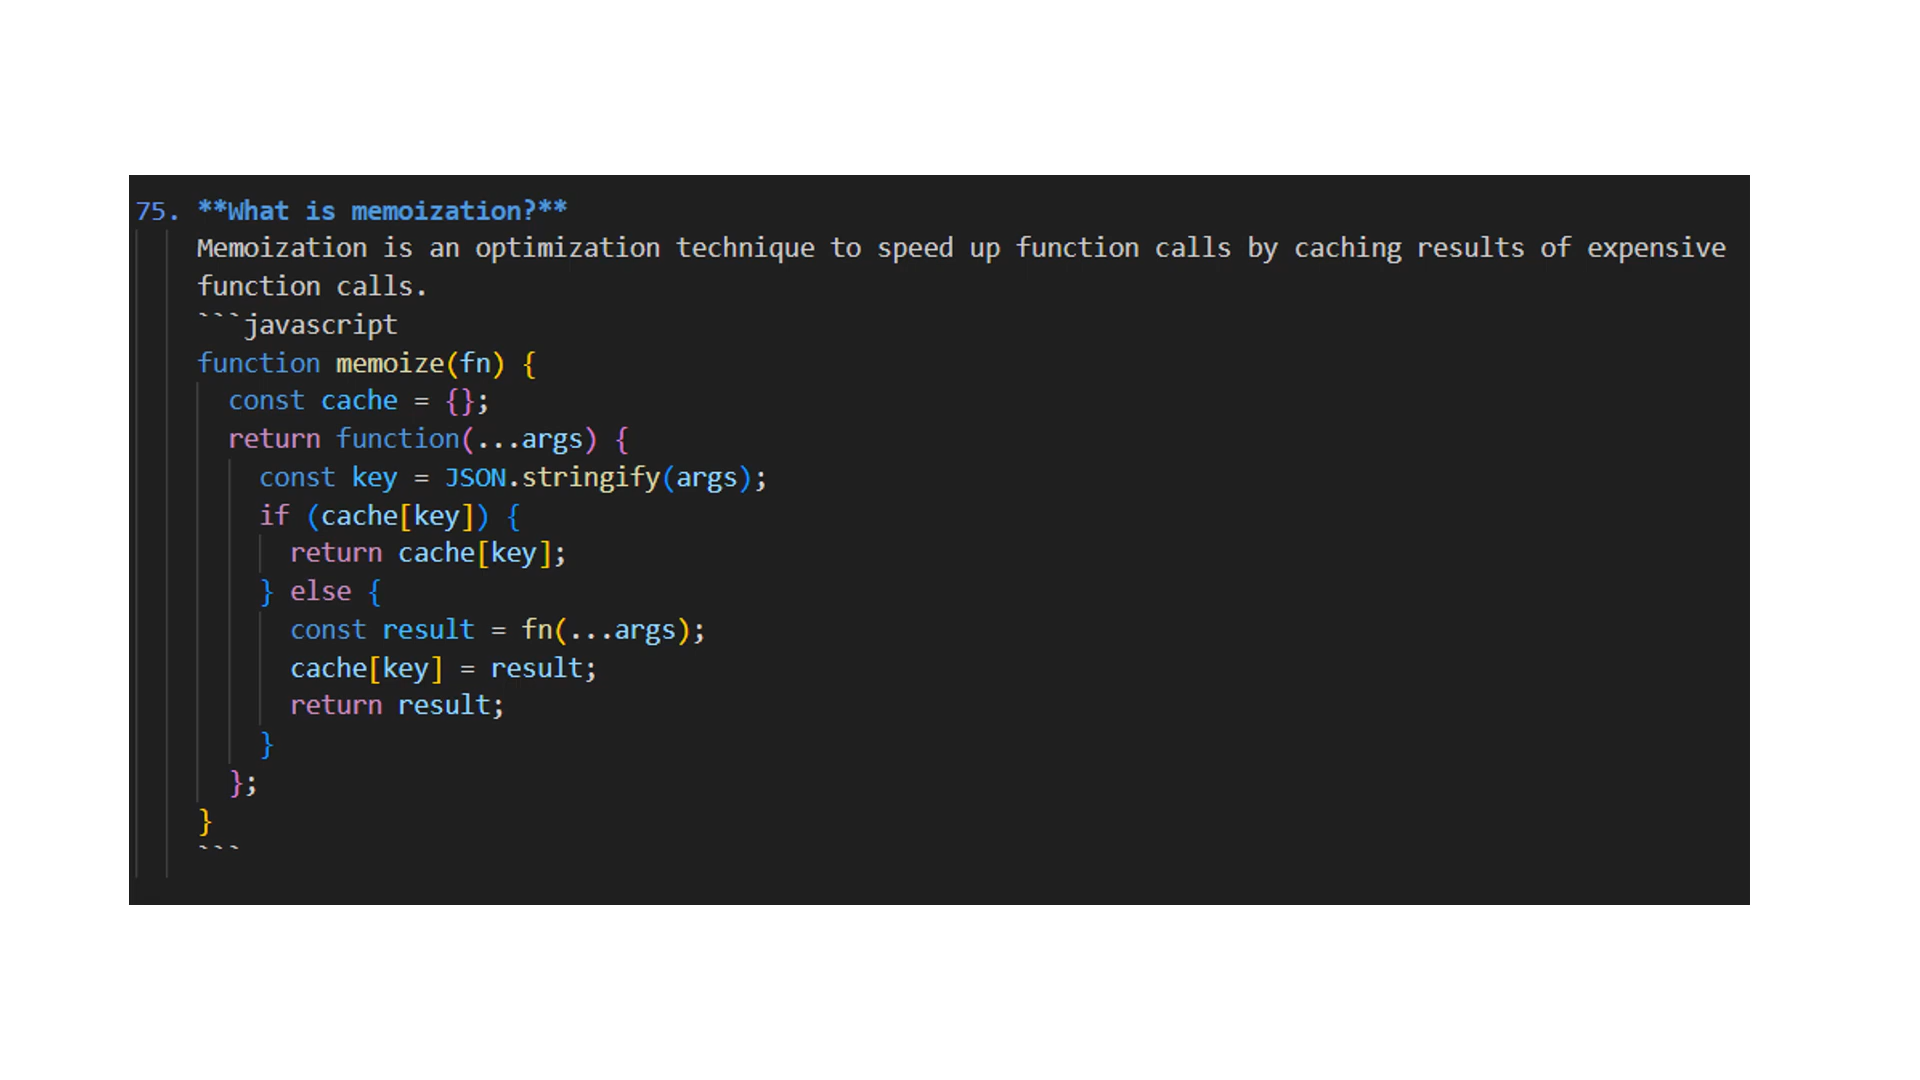 75. **What is memoization?**
Memoization is an optimization technique to speed up function calls by caching results of expensive
function calls.
```javascript
function memoize(fn) {
  const cache = {};
  return function(...args) {
    const key = JSON.stringify(args);
    if (cache[key]) {
      return cache[key];
    } else {
      const result = fn(...args);
      cache[key] = result;
      return result;
    }
  };
}
```